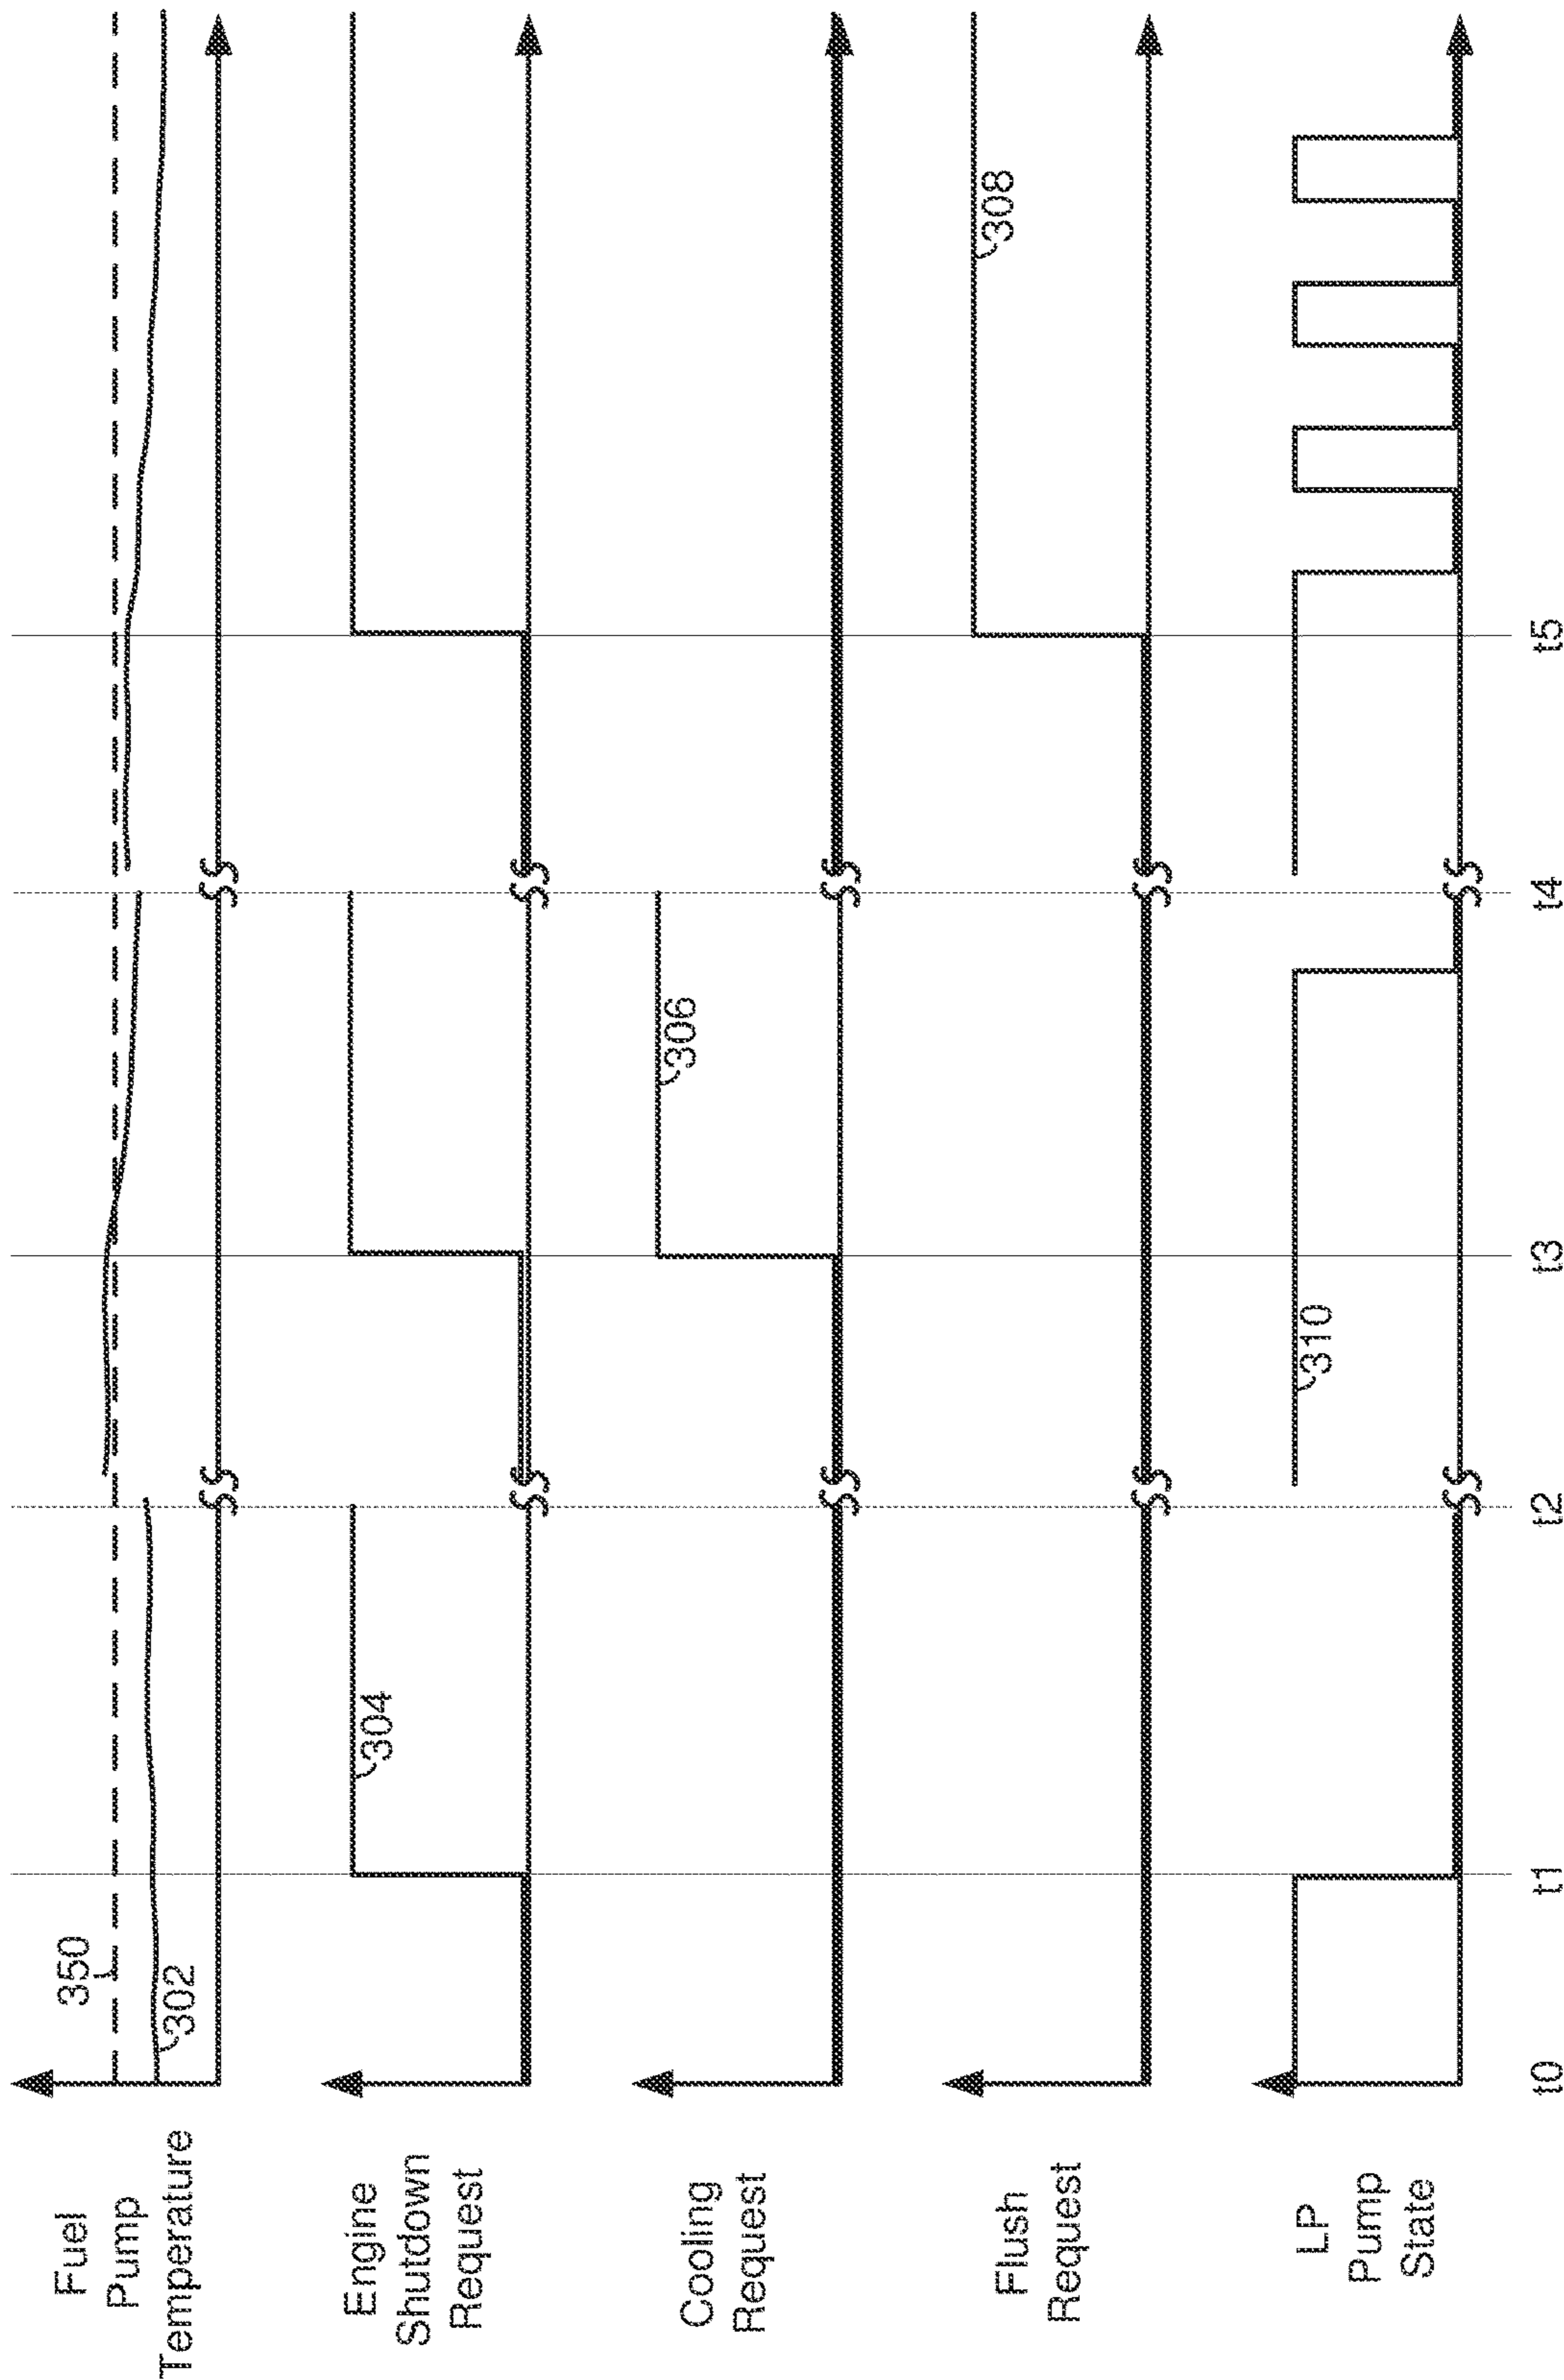 Fuel
Pump
Temperature
350
302
Engine
Shutdown
Request
304
Cooling
Request
306
Flush
Request
308
LP
Pump
State
310
t0
t1
t2
t3
t4
t5